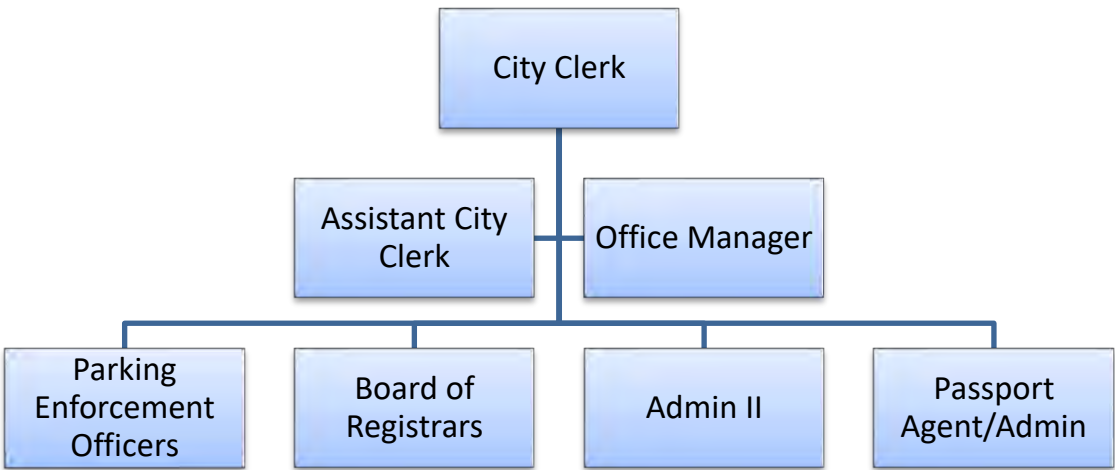 City Clerk
Assistant City
Clerk
Office Manager
Parking
Enforcement
Officers
Board of
Registrars
Admin II
Passport
Agent/Admin